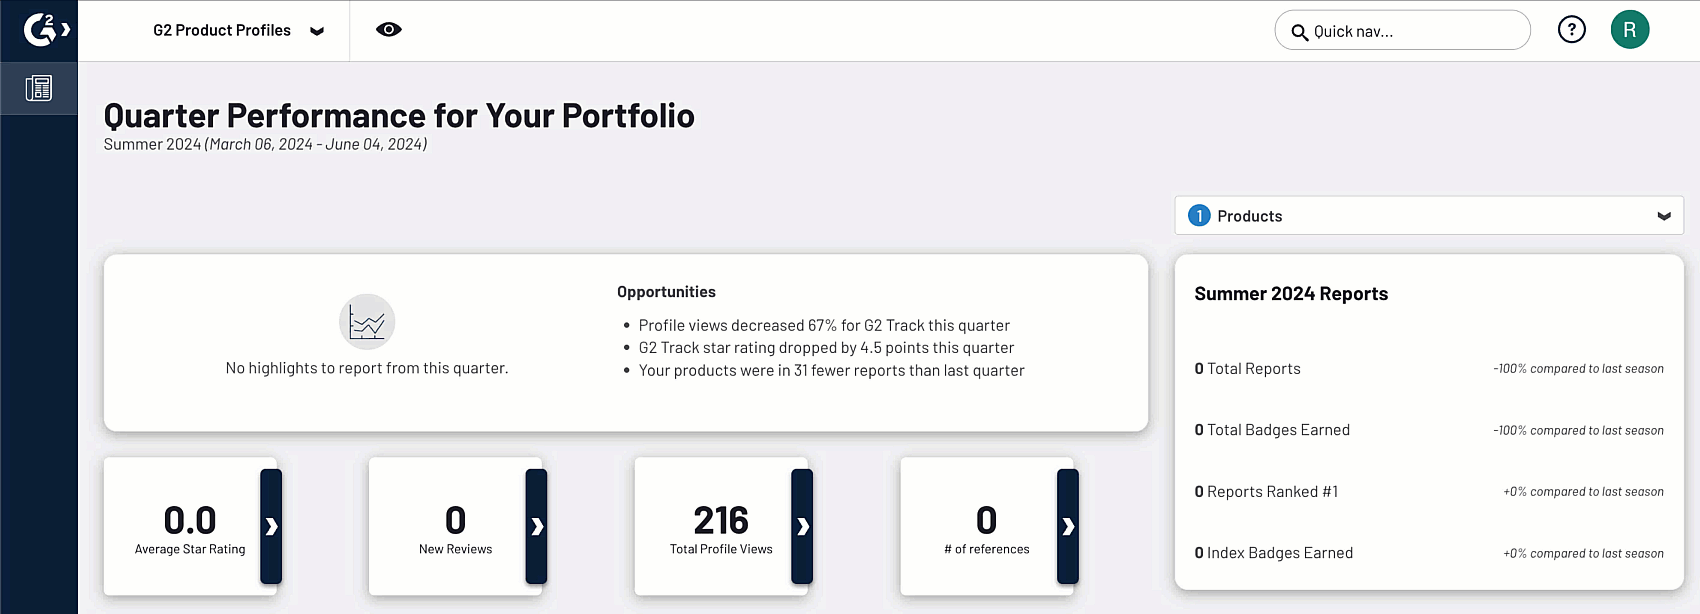 G2
G2 Product Profiles
Quick nav...
?
R
Quarter Performance for Your Portfolio
Summer 2024 (March 06, 2024 - June 04, 2024)
1 Products
No highlights to report from this quarter.
Opportunities
• Profile views decreased 67% for G2 Track this quarter
• G2 Track star rating dropped by 4.5 points this quarter
• Your products were in 31 fewer reports than last quarter
Summer 2024 Reports
0 Total Reports -100% compared to last season
0 Total Badges Earned -100% compared to last season
0 Reports Ranked #1 +0% compared to last season
0 Index Badges Earned +0% compared to last season
0.0
Average Star Rating
0
New Reviews
216
Total Profile Views
0
# of references